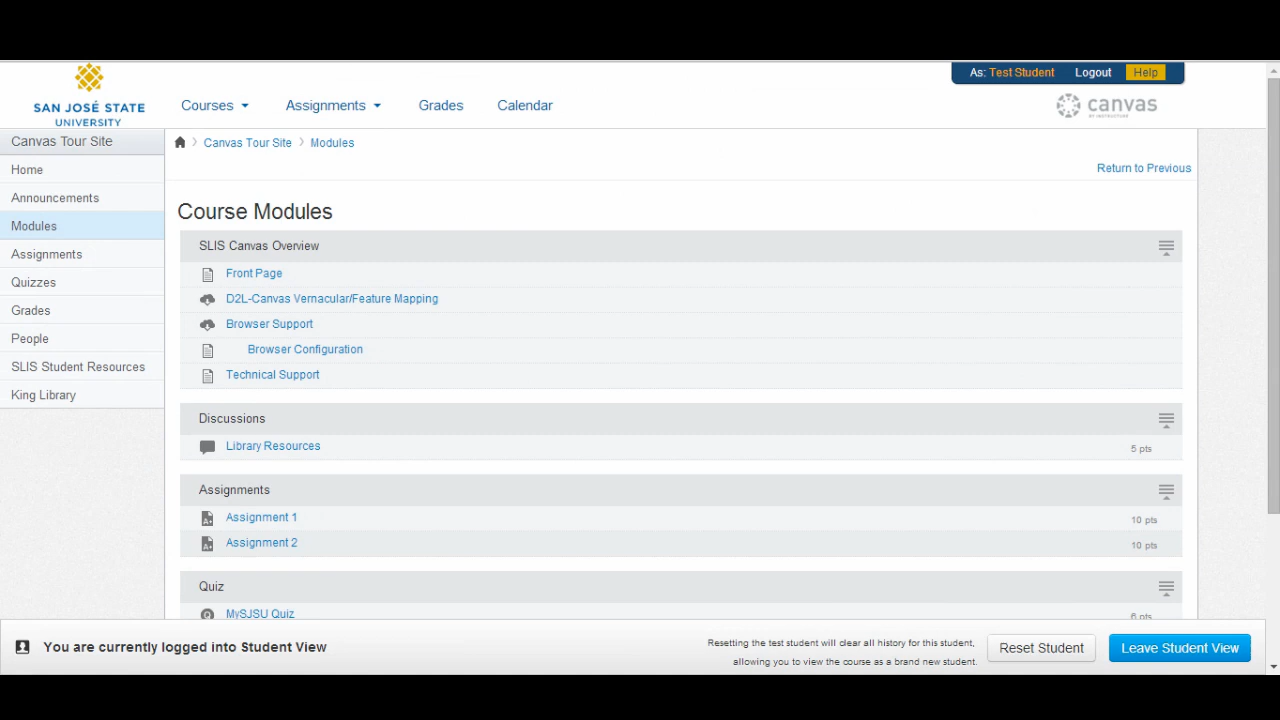 As: Test Student Logout Help
SAN JOSÉ STATE
UNIVERSITY
Courses Assignments Grades Calendar
canvas
BY INSTRUCTURE
Canvas Tour Site
Home
Announcements
Modules
Assignments
Quizzes
Grades
People
SLIS Student Resources
King Library
Canvas Tour Site Modules
Return to Previous
Course Modules
SLIS Canvas Overview
Front Page
D2L-Canvas Vernacular/Feature Mapping
Browser Support
Browser Configuration
Technical Support
Discussions
Library Resources 5 pts
Assignments
Assignment 1 10 pts
Assignment 2 10 pts
Quiz
MySJSU Quiz 6 pts
You are currently logged into Student View
Resetting the test student will clear all history for this student,
allowing you to view the course as a brand new student.
Reset Student
Leave Student View